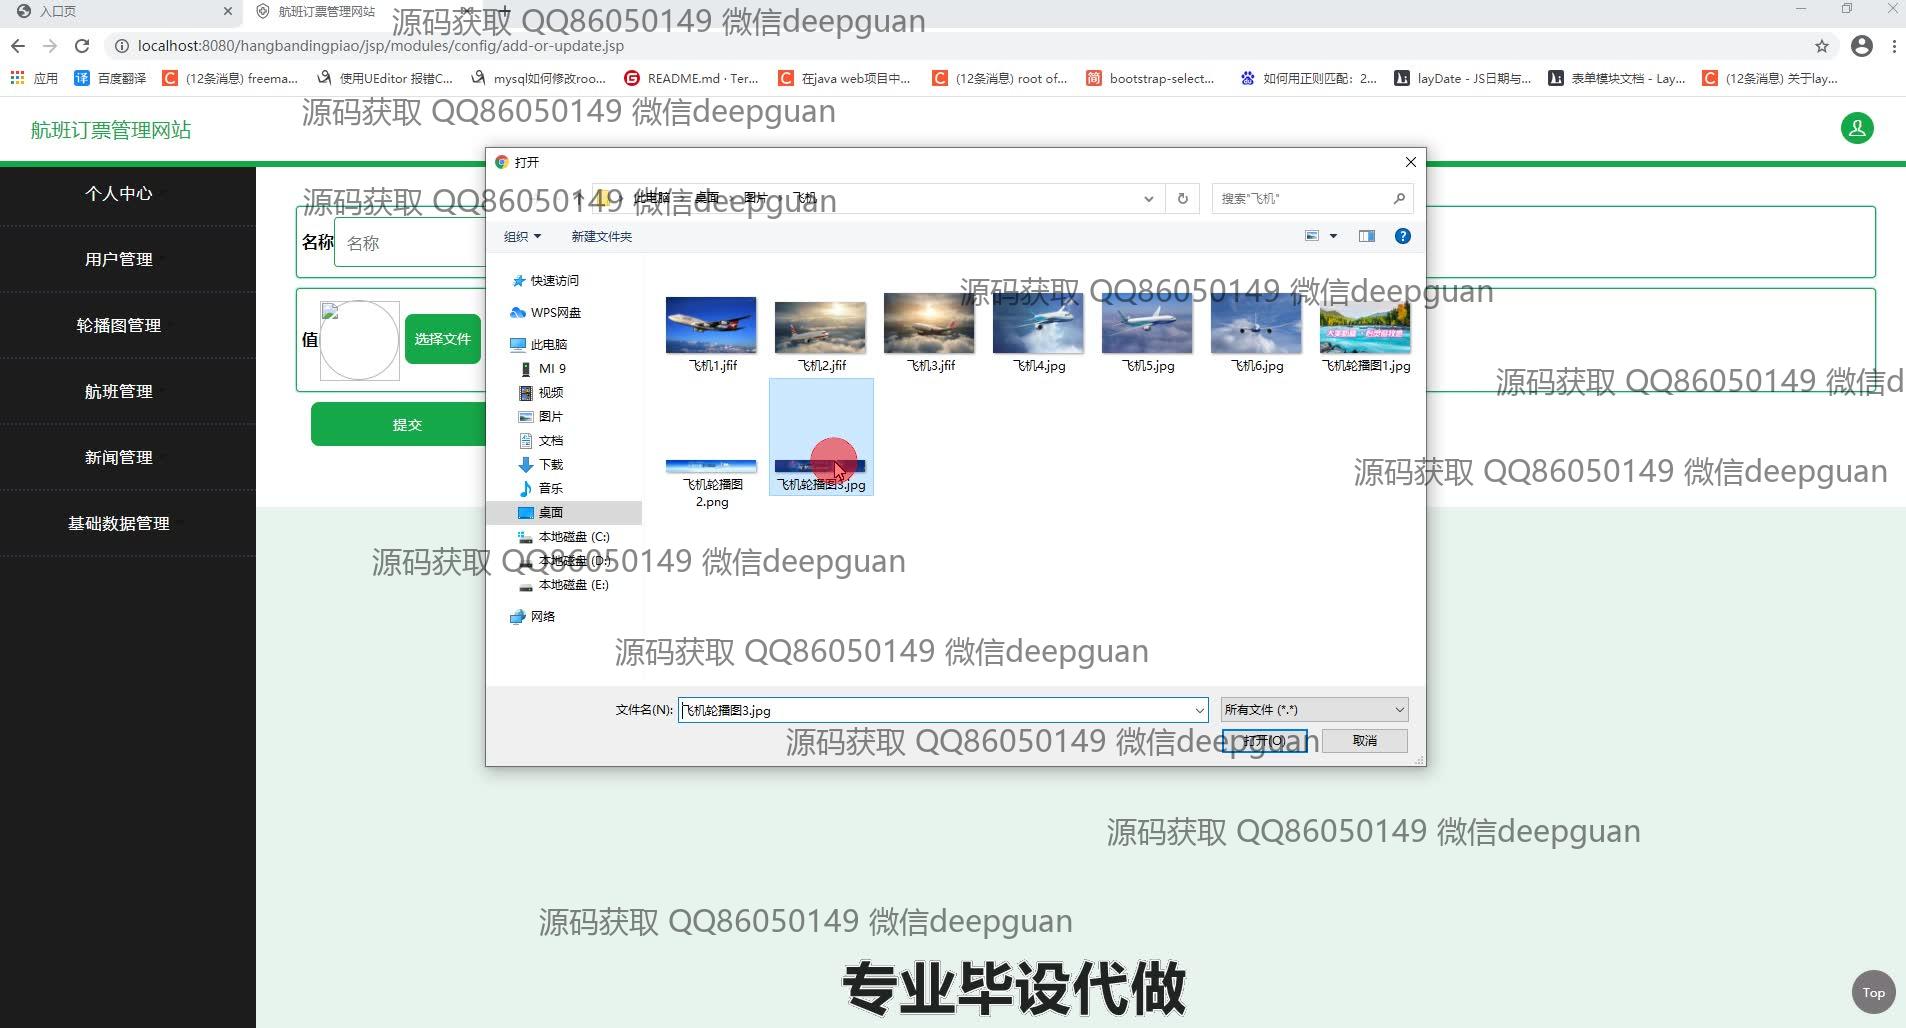 入口页
航班订票管理网站
源码获取 QQ86050149 微信deepguan
localhost:8080/hangbandingpiao/jsp/modules/config/add-or-update.jsp
应用
百度翻译
(12条消息) freema...
使用UEditor 报错C...
mysql如何修改roo...
README.md · Ter...
在java web项目中...
(12条消息) root of...
bootstrap-select...
如何用正则匹配：2...
layDate - JS日期与...
表单模块文档 - Lay...
(12条消息) 关于lay...
源码获取 QQ86050149 微信deepguan
航班订票管理网站
打开
源码获取 QQ86050149 微信deepguan
此电脑
桌面
图片
飞机
搜索"飞机"
个人中心
用户管理
轮播图管理
航班管理
新闻管理
基础数据管理
名称
名称
值
选择文件
提交
组织
新建文件夹
快速访问
WPS网盘
此电脑
MI 9
视频
图片
文档
下载
音乐
桌面
本地磁盘 (C:)
本地磁盘 (D:)
本地磁盘 (E:)
网络
源码获取 QQ86050149 微信deepguan
飞机1.jfif
飞机2.jfif
飞机3.jfif
飞机4.jpg
飞机5.jpg
飞机6.jpg
飞机轮播图1.jpg
飞机轮播图
2.png
飞机轮播图3.jpg
源码获取 QQ86050149 微信d
源码获取 QQ86050149 微信deepguan
源码获取 QQ86050149 微信deepguan
源码获取 QQ86050149 微信deepguan
文件名(N):
飞机轮播图3.jpg
所有文件 (*.*)
打开(O)
取消
源码获取 QQ86050149 微信deepguan
源码获取 QQ86050149 微信deepguan
源码获取 QQ86050149 微信deepguan
专业毕设代做
Top